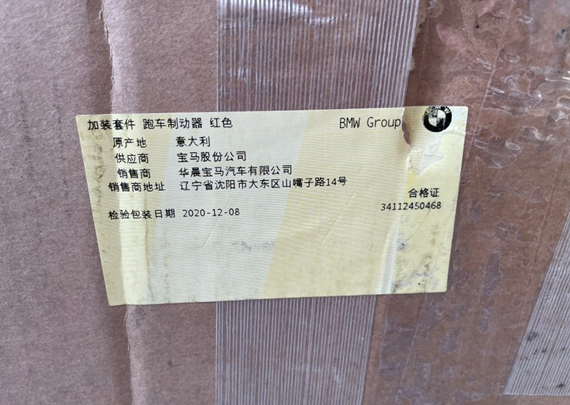 加装套件 跑车制动器 红色 BMW Group
原产地 意大利
供应商 宝马股份公司
销售商 华晨宝马汽车有限公司
销售商地址 辽宁省沈阳市大东区山嘴子路14号
合格证
34112450468
检验包装日期 2020-12-08